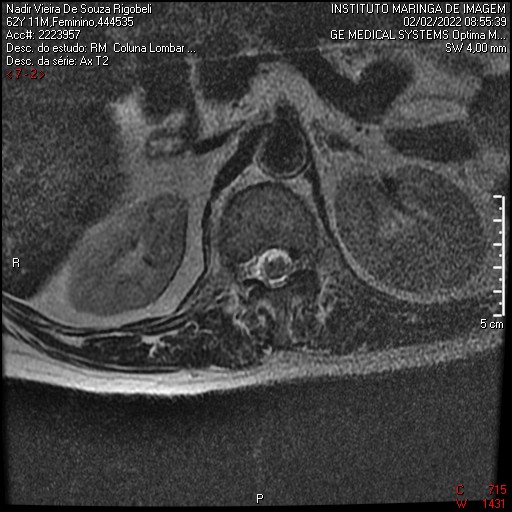 Nadir Vieira De Souza Rigobeli
62Y 11M,Feminino,444535
Acc#: 2223957
Desc. do estudo: RM Coluna Lombar ...
Desc. da série: Ax T2
< 7 - 2 >
INSTITUTO MARINGA DE IMAGEM
02/02/2022 08:55:39
GE MEDICAL SYSTEMS Optima M...
SW 4,00 mm
R
5 cm
P
C 715
W 1431